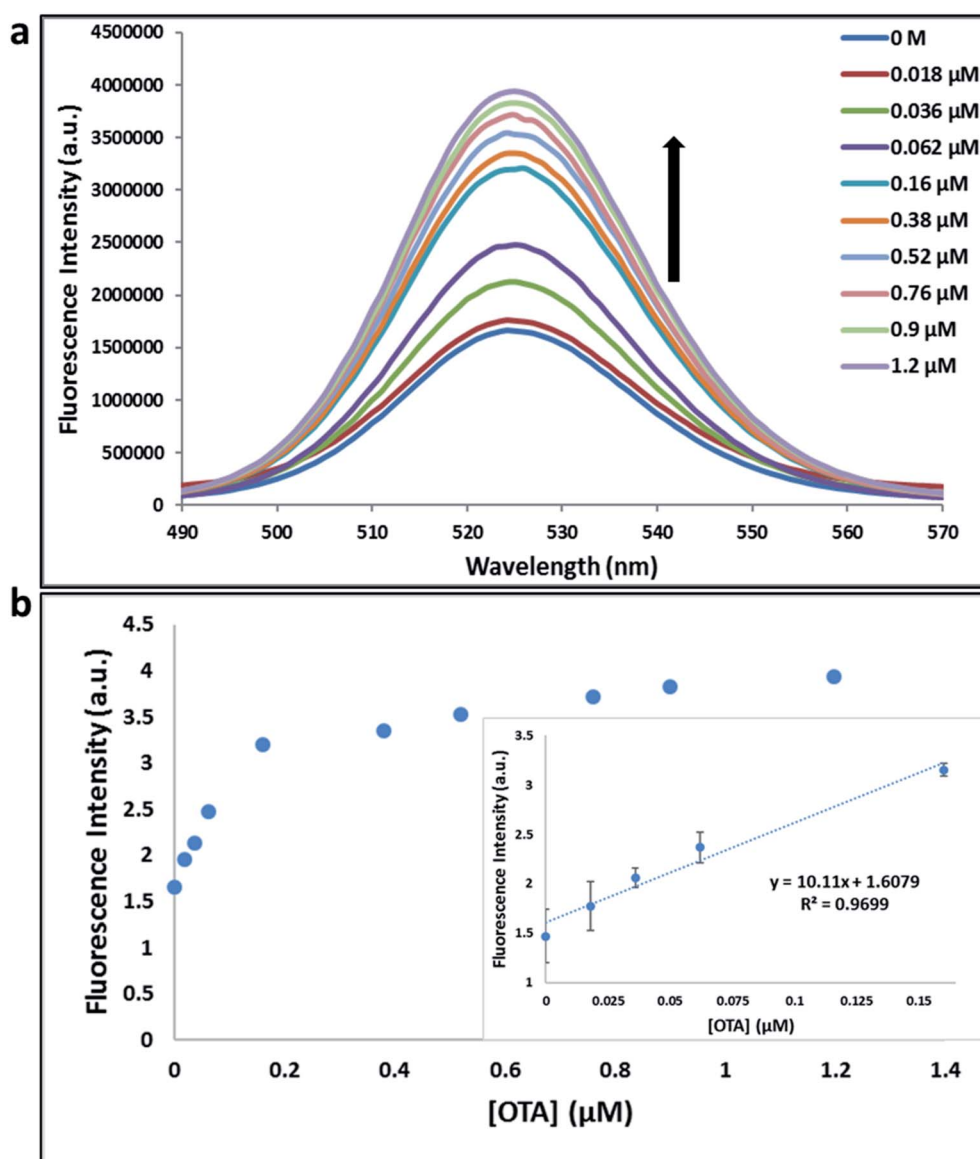 a
Fluorescence Intensity (a.u.)
4500000
4000000
3500000
3000000
2500000
2000000
1500000
1000000
500000
0
490
500
510
520
530
540
550
560
570
Wavelength (nm)
0 M
0.018 µM
0.036 µM
0.062 µM
0.16 µM
0.38 µM
0.52 µM
0.76 µM
0.9 µM
1.2 µM
b
Fluorescence Intensity (a.u.)
4.5
4
3.5
3
2.5
2
1.5
1
0.5
0
0
0.2
0.4
0.6
0.8
1
1.2
1.4
[OTA] (µM)
Fluorescence Intensity (a.u.)
3.5
3
2.5
2
1.5
1
y = 10.11x + 1.6079
R² = 0.9699
0
0.025
0.05
0.075
0.1
0.125
0.15
[OTA] (µM)